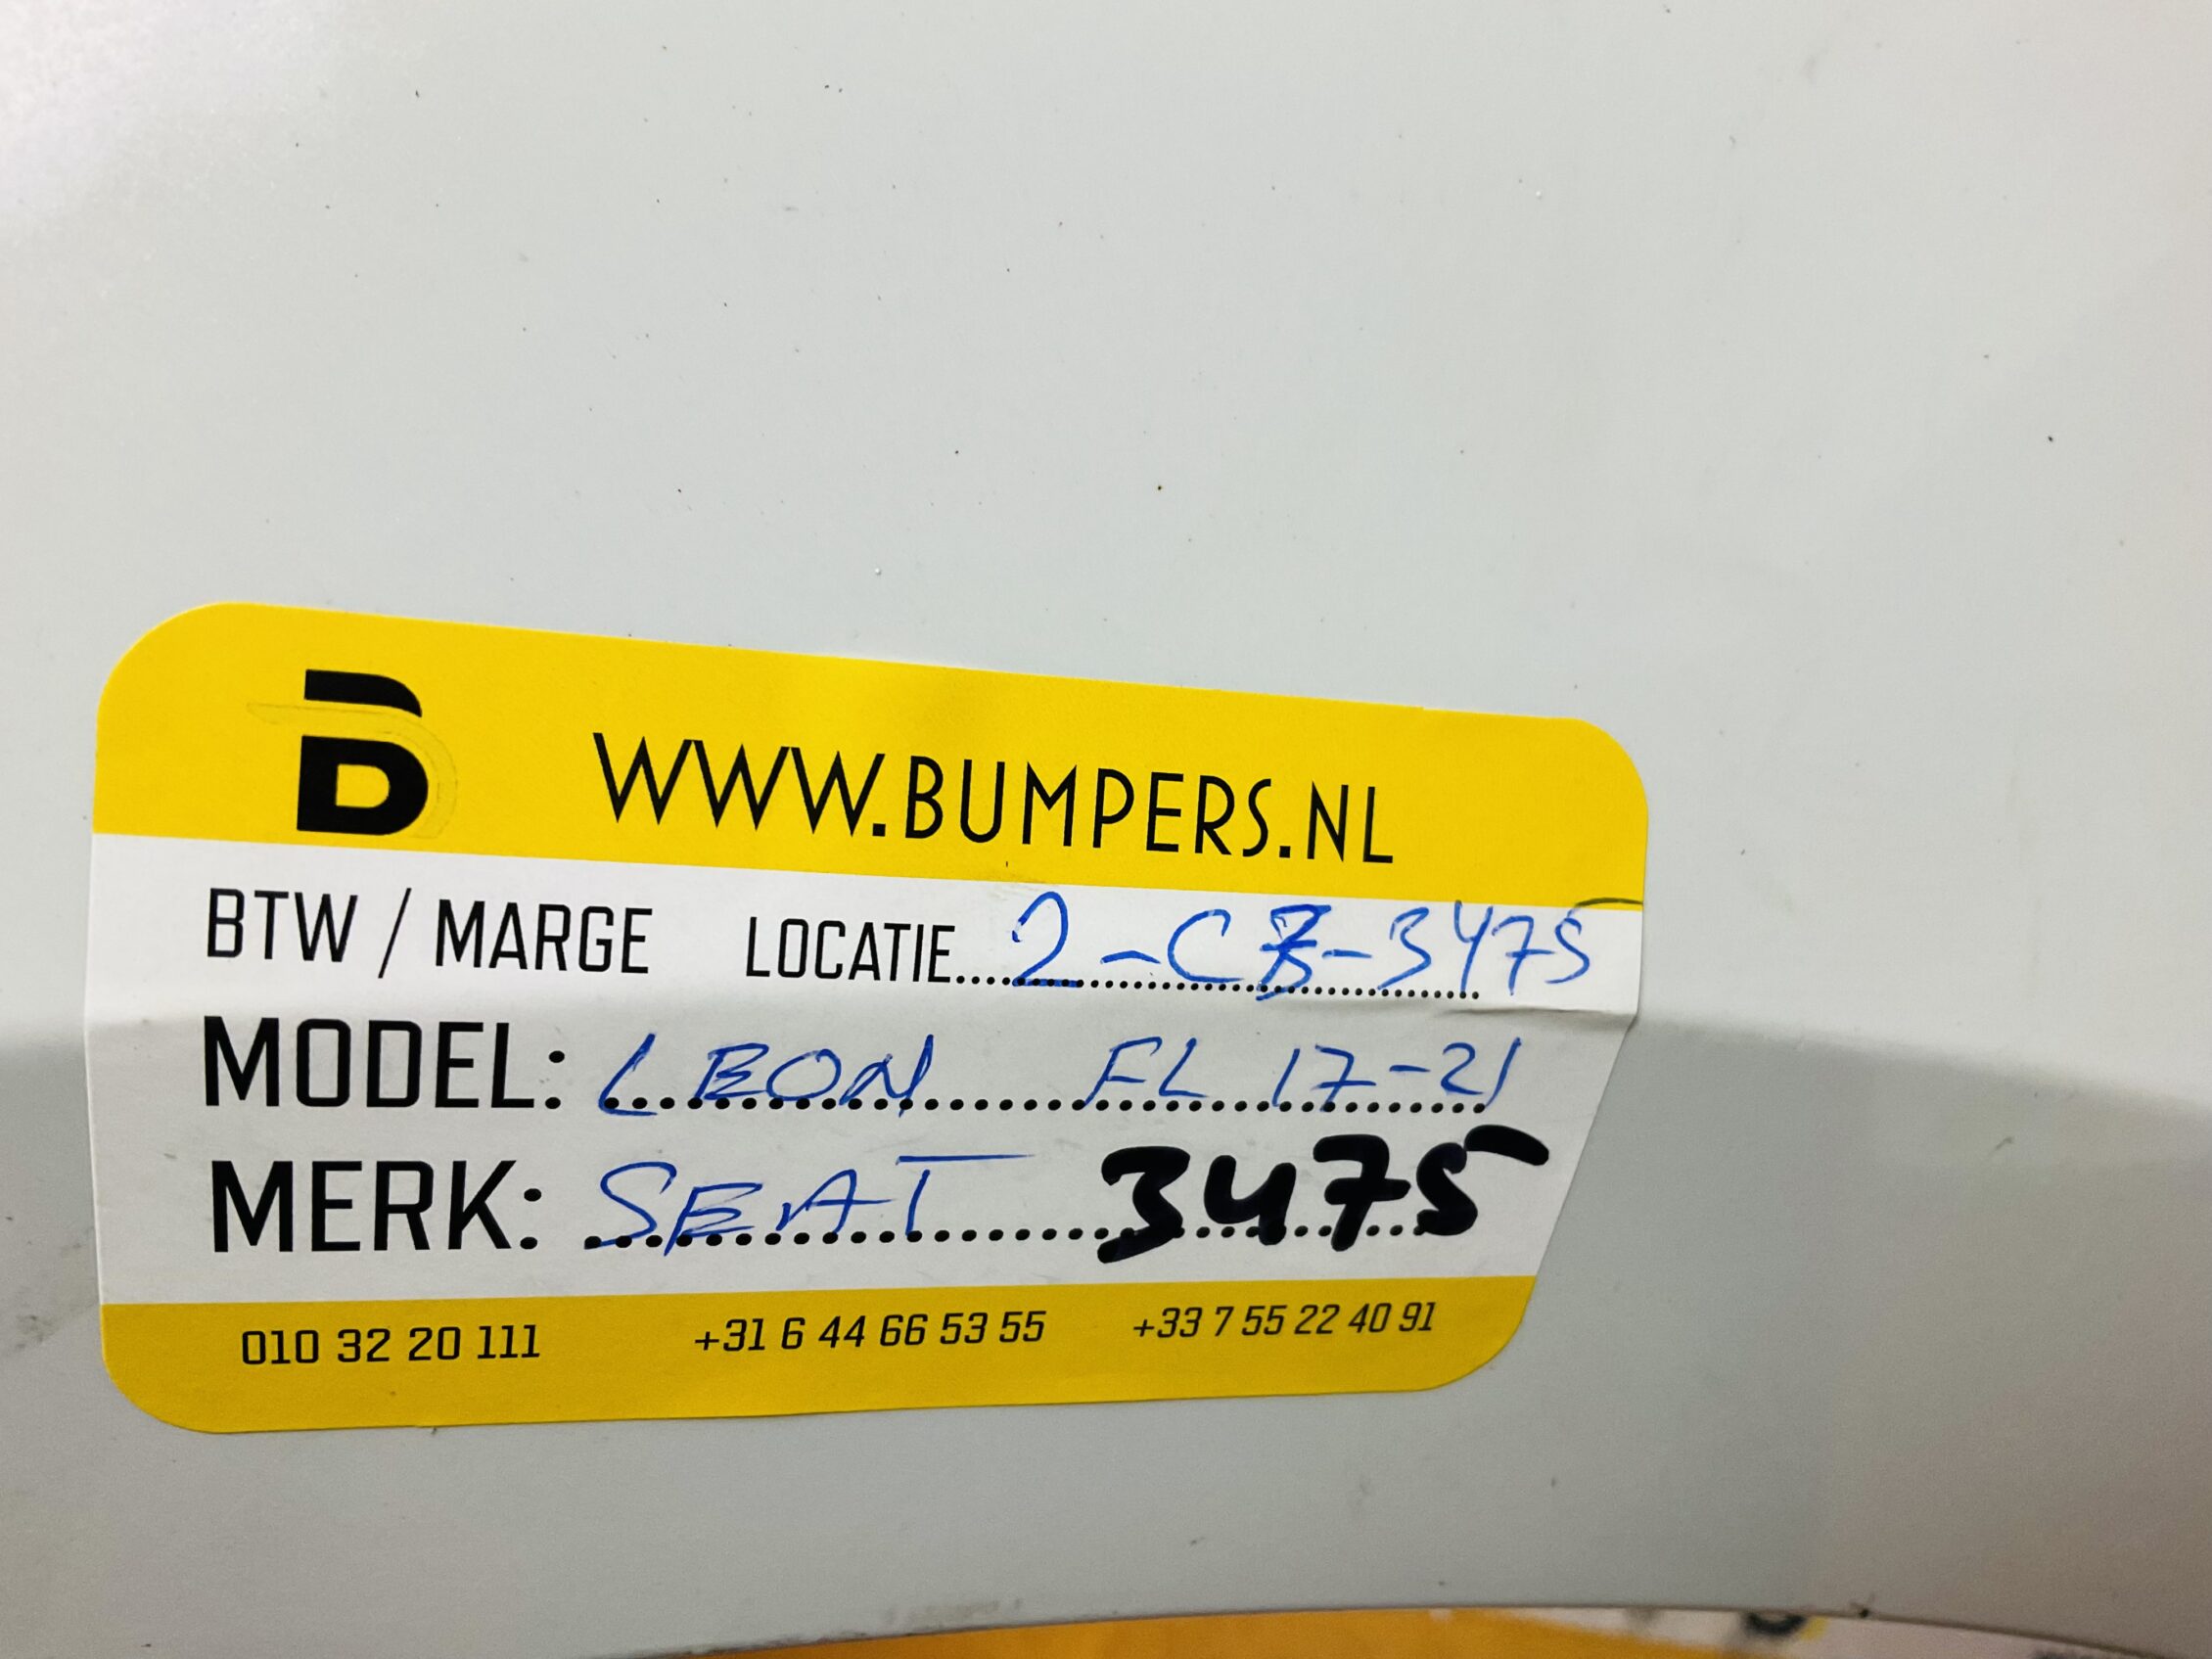 B WWW.BUMPERS.NL
BTW / MARGE LOCATIE....2-C -3475
MODEL: LEON FL 17-21
MERK: SEAT 3475
010 32 20 111 +31 6 44 66 53 55 +33 7 55 22 40 91